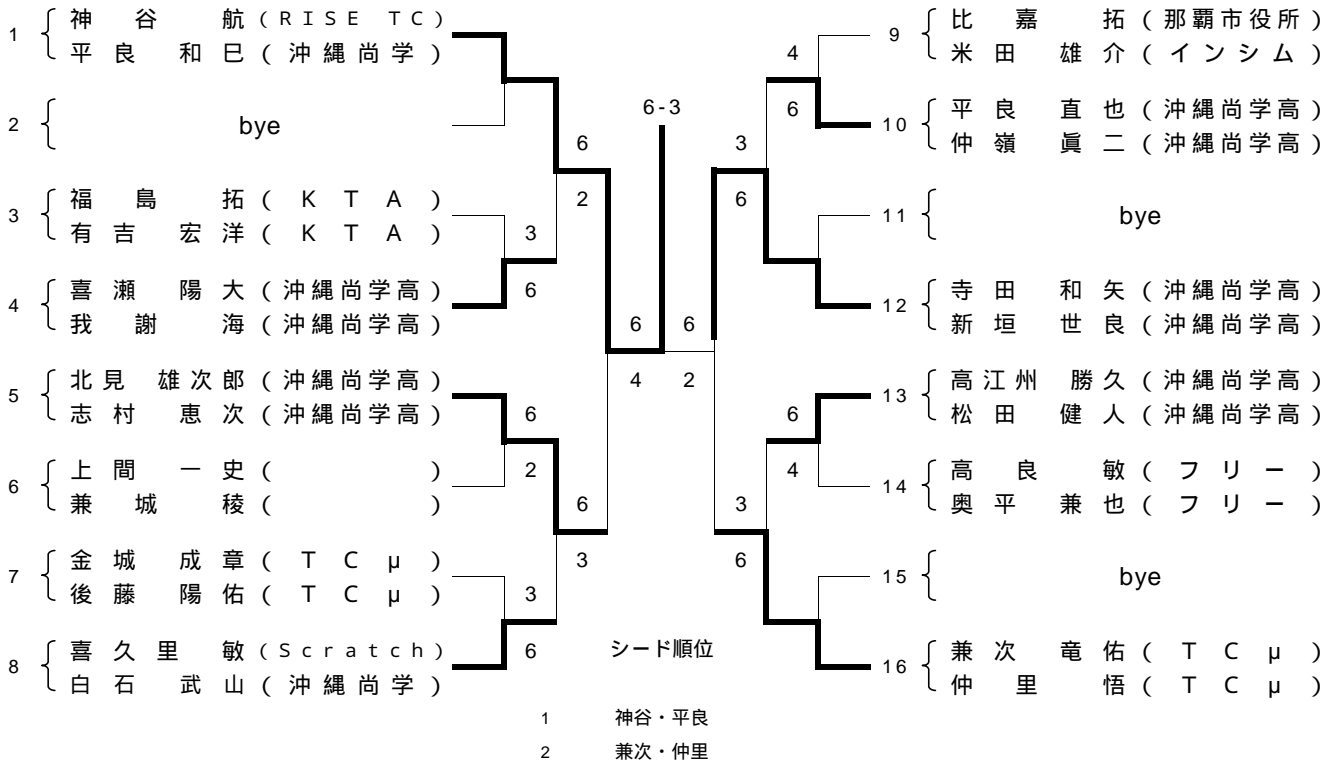 1 神谷 航 (RISE TC)
平良 和巳 (沖縄尚学)
2 bye
3 福島 拓 (KTA)
有吉 宏洋 (KTA)
4 喜瀬 陽大 (沖縄尚学高)
我謝 海 (沖縄尚学高)
5 北見 雄次郎 (沖縄尚学高)
志村 恵次 (沖縄尚学高)
6 上間 一史 ( )
兼城 稜 ( )
7 金城 成章 (TCμ)
後藤 陽佑 (TCμ)
8 喜久里 敏 (Scratch)
白石 武山 (沖縄尚学)
3
6
6
2
3
6
6
2
6
3
6
4
6-3
6
2
4
6
3
6
6
4
3
6
9 比嘉 拓 (那覇市役所)
米田 雄介 (インシム)
10 平良 直也 (沖縄尚学高)
仲嶺 眞二 (沖縄尚学高)
11 bye
12 寺田 和矢 (沖縄尚学高)
新垣 世良 (沖縄尚学高)
13 高江州 勝久 (沖縄尚学高)
松田 健人 (沖縄尚学高)
14 高良 敏 (フリー)
奥平 兼也 (フリー)
15 bye
16 兼次 竜佑 (TCμ)
仲里 悟 (TCμ)
シード順位
1 神谷・平良
2 兼次・仲里